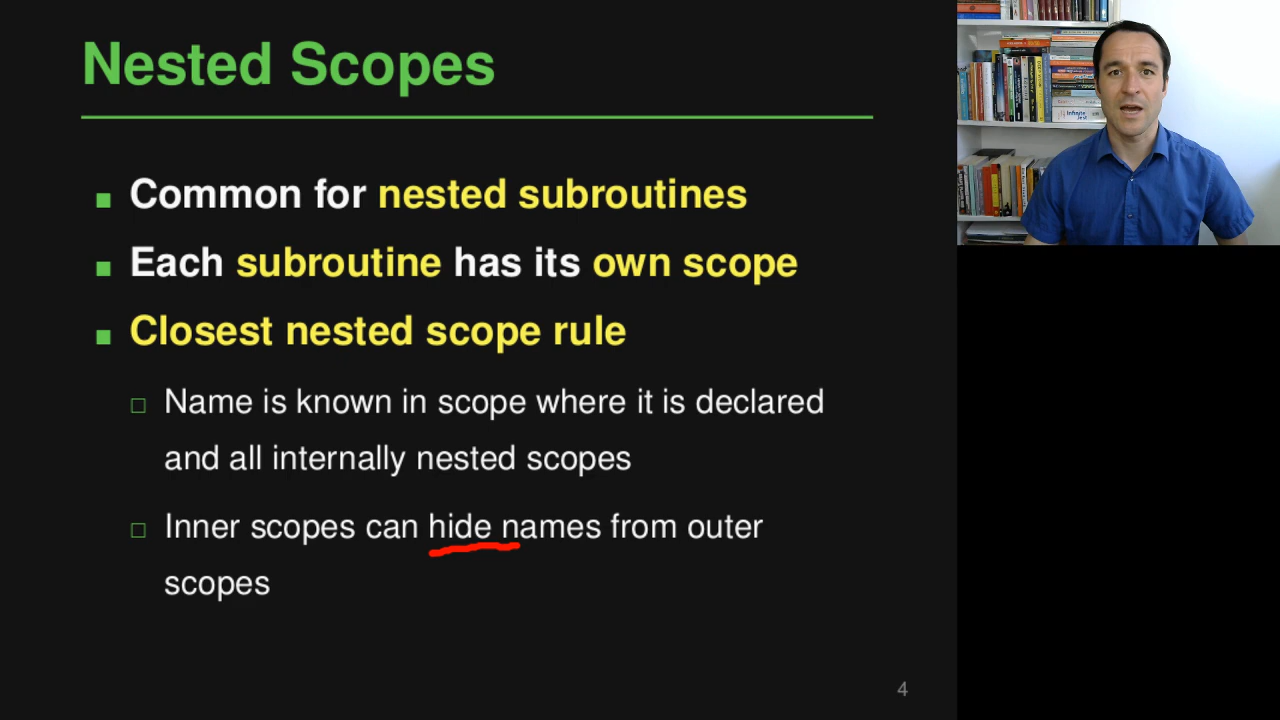 Nested Scopes
Common for nested subroutines
Each subroutine has its own scope
Closest nested scope rule
Name is known in scope where it is declared
and all internally nested scopes
Inner scopes can hide names from outer
scopes
4
Infinite
Jest